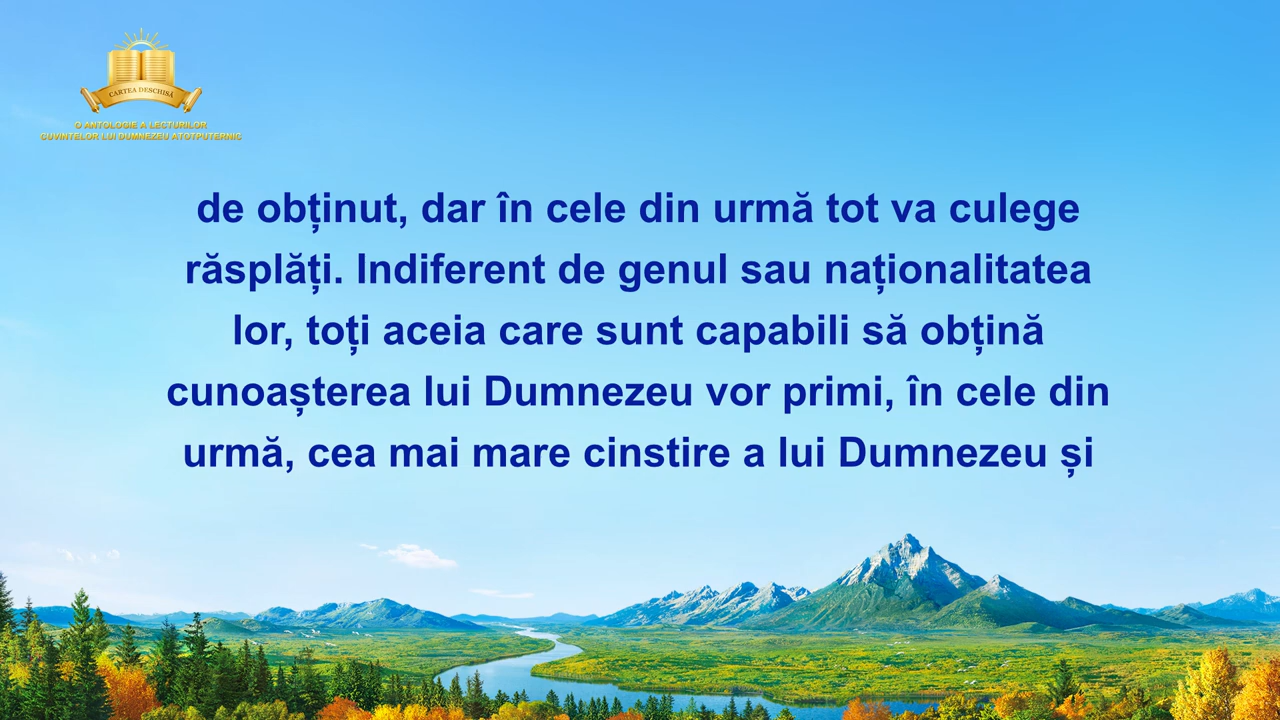 CARTEA DESCHISĂ
O ANTOLOGIE A LECTURILOR
CUVINTELOR LUI DUMNEZEU ATOTPUTERNIC
de obținut, dar în cele din urmă tot va culege
răsplăți. Indiferent de genul sau naționalitatea
lor, toți aceia care sunt capabili să obțină
cunoașterea lui Dumnezeu vor primi, în cele din
urmă, cea mai mare cinstire a lui Dumnezeu și